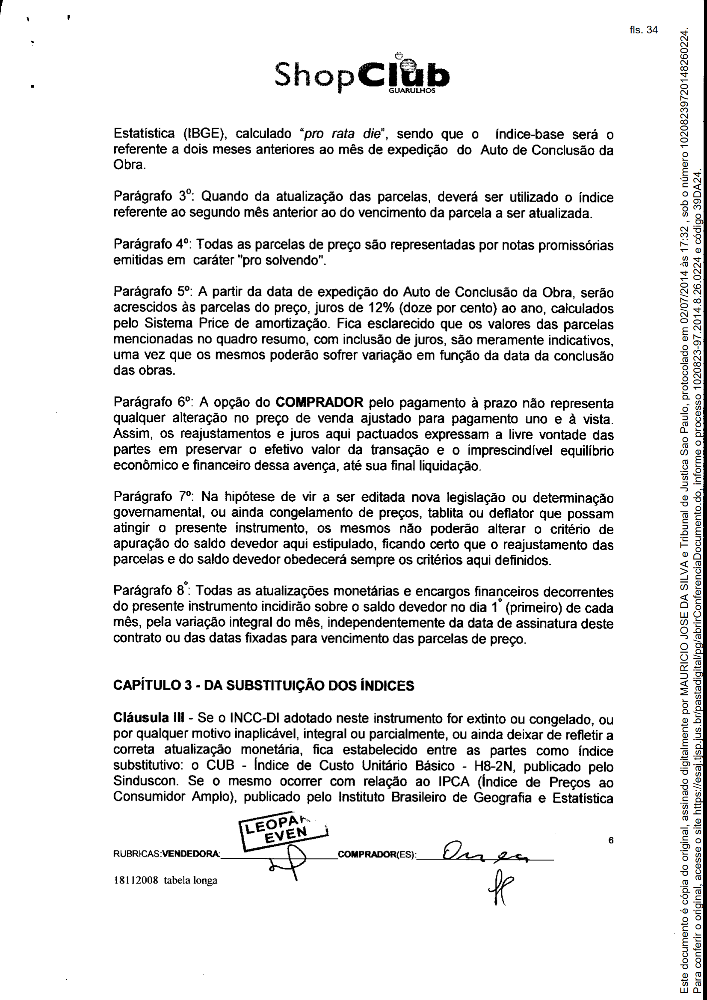 fls. 34
ShopClub
GUARULHOS
Estatística (IBGE), calculado “pro rata die”, sendo que o índice-base será o
referente a dois meses anteriores ao mês de expedição do Auto de Conclusão da
Obra.
Parágrafo 3º: Quando da atualização das parcelas, deverá ser utilizado o índice
referente ao segundo mês anterior ao do vencimento da parcela a ser atualizada.
Parágrafo 4º: Todas as parcelas de preço são representadas por notas promissórias
emitidas em caráter "pro solvendo".
Parágrafo 5º: A partir da data de expedição do Auto de Conclusão da Obra, serão
acrescidos às parcelas do preço, juros de 12% (doze por cento) ao ano, calculados
pelo Sistema Price de amortização. Fica esclarecido que os valores das parcelas
mencionadas no quadro resumo, com inclusão de juros, são meramente indicativos,
uma vez que os mesmos poderão sofrer variação em função da data da conclusão
das obras.
Parágrafo 6º: A opção do COMPRADOR pelo pagamento à prazo não representa
qualquer alteração no preço de venda ajustado para pagamento uno e à vista.
Assim, os reajustamentos e juros aqui pactuados expressam a livre vontade das
partes em preservar o efetivo valor da transação e o imprescindível equilíbrio
econômico e financeiro dessa avença, até sua final liquidação.
Parágrafo 7º: Na hipótese de vir a ser editada nova legislação ou determinação
governamental, ou ainda congelamento de preços, tablita ou deflator que possam
atingir o presente instrumento, os mesmos não poderão alterar o critério de
apuração do saldo devedor aqui estipulado, ficando certo que o reajustamento das
parcelas e do saldo devedor obedecerá sempre os critérios aqui definidos.
Parágrafo 8º: Todas as atualizações monetárias e encargos financeiros decorrentes
do presente instrumento incidirão sobre o saldo devedor no dia 1º (primeiro) de cada
mês, pela variação integral do mês, independentemente da data de assinatura deste
contrato ou das datas fixadas para vencimento das parcelas de preço.
CAPÍTULO 3 - DA SUBSTITUIÇÃO DOS ÍNDICES
Cláusula III - Se o INCC-DI adotado neste instrumento for extinto ou congelado, ou
por qualquer motivo inaplicável, integral ou parcialmente, ou ainda deixar de refletir a
correta atualização monetária, fica estabelecido entre as partes como índice
substitutivo: o CUB - Índice de Custo Unitário Básico - H8-2N, publicado pelo
Sinduscon. Se o mesmo ocorrer com relação ao IPCA (Índice de Preços ao
Consumidor Amplo), publicado pelo Instituto Brasileiro de Geografia e Estatística
EVEN
6
RUBRICAS:VENDEDORA: COMPRADOR(ES):
18112008 tabela longa
Este documento é cópia do original, assinado digitalmente por MAURICIO JOSE DA SILVA e Tribunal de Justica Sao Paulo, protocolado em 02/07/2014 às 17:32 , sob o número 10208239720148260224.
Para conferir o original, acesse o site https://esaj.tjsp.jus.br/pastadigital/pg/abrirConferenciaDocumento.do, informe o processo 1020823-97.2014.8.26.0224 e código 39DA24.